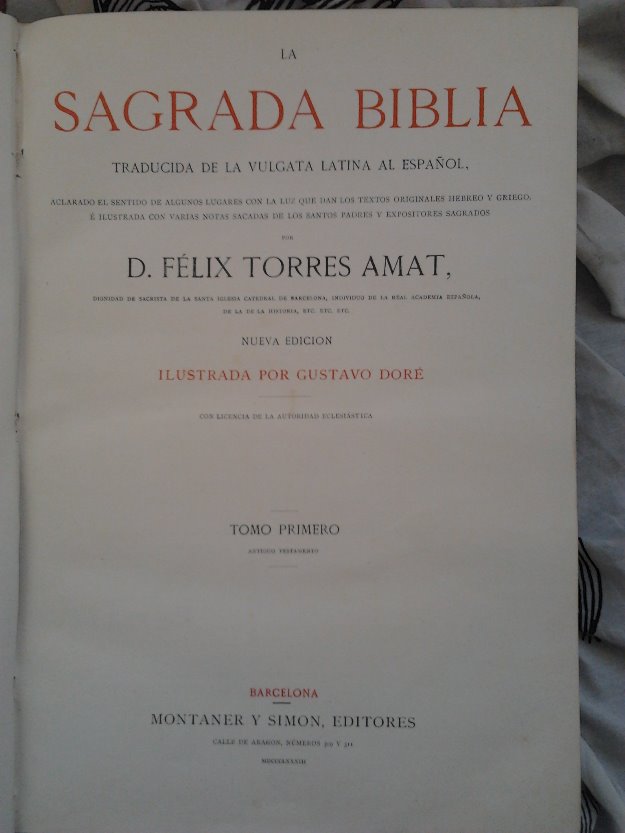 LA
SAGRADA BIBLIA
TRADUCIDA DE LA VULGATA LATINA AL ESPAÑOL,
ACLARADO EL SENTIDO DE ALGUNOS LUGARES CON LA LUZ QUE DAN LOS TEXTOS ORIGINALES HEBREO Y GRIEGO,
É ILUSTRADA CON VARIAS NOTAS SACADAS DE LOS SANTOS PADRES Y EXPOSITORES SAGRADOS
POR
D. FÉLIX TORRES AMAT,
DIGNIDAD DE SACRISTA DE LA SANTA IGLESIA CATEDRAL DE BARCELONA, INDIVIDUO DE LA REAL ACADEMIA ESPAÑOLA,
DE LA DE LA HISTORIA, ETC. ETC. ETC.
NUEVA EDICION
ILUSTRADA POR GUSTAVO DORÉ
CON LICENCIA DE LA AUTORIDAD ECLESIÁSTICA
TOMO PRIMERO
ANTIGUO TESTAMENTO
BARCELONA
MONTANER Y SIMON, EDITORES
CALLE DE ARAGON, NÚMEROS 309 Y 311